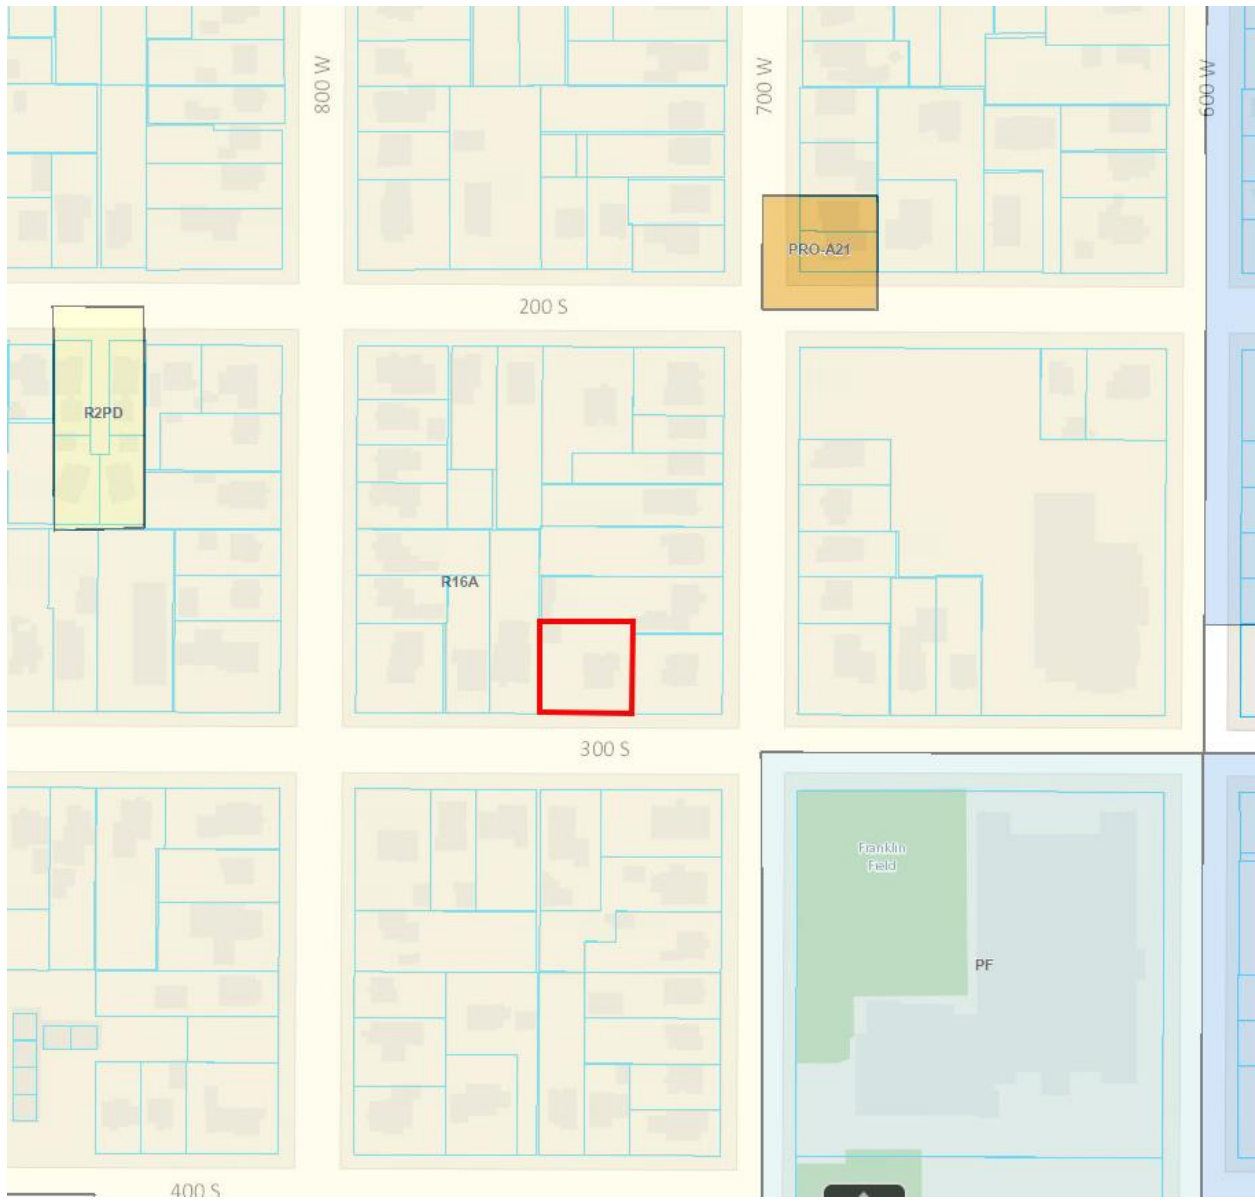 800 W
700 W
600 W
PRO-A21
200 S
R2PD
R16A
300 S
Franklin
Field
PF
400 S